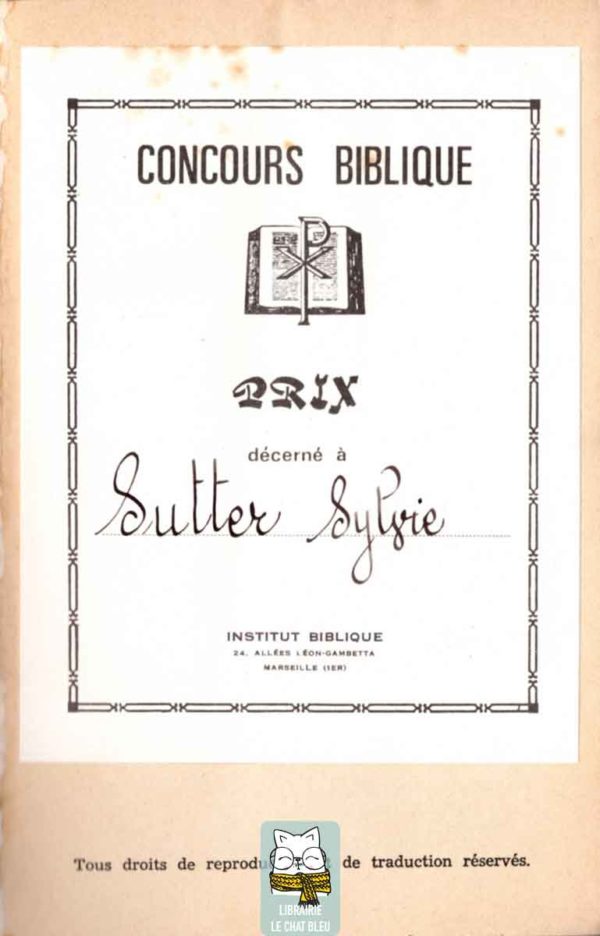 CONCOURS BIBLIQUE
PRIX
décerné à
Sutter Sylvie
INSTITUT BIBLIQUE
24, ALLÉES LÉON-GAMBETTA
MARSEILLE (1ER)
Tous droits de reprodu de traduction réservés.
LIBRAIRIE
LE CHAT BLEU